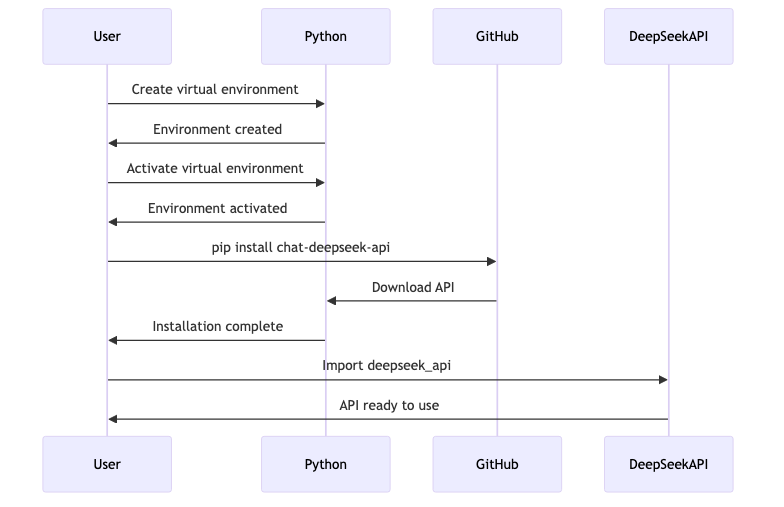 User
Python
GitHub
DeepSeekAPI
Create virtual environment
Environment created
Activate virtual environment
Environment activated
pip install chat-deepseek-api
Download API
Installation complete
Import deepseek_api
API ready to use
User
Python
GitHub
DeepSeekAPI